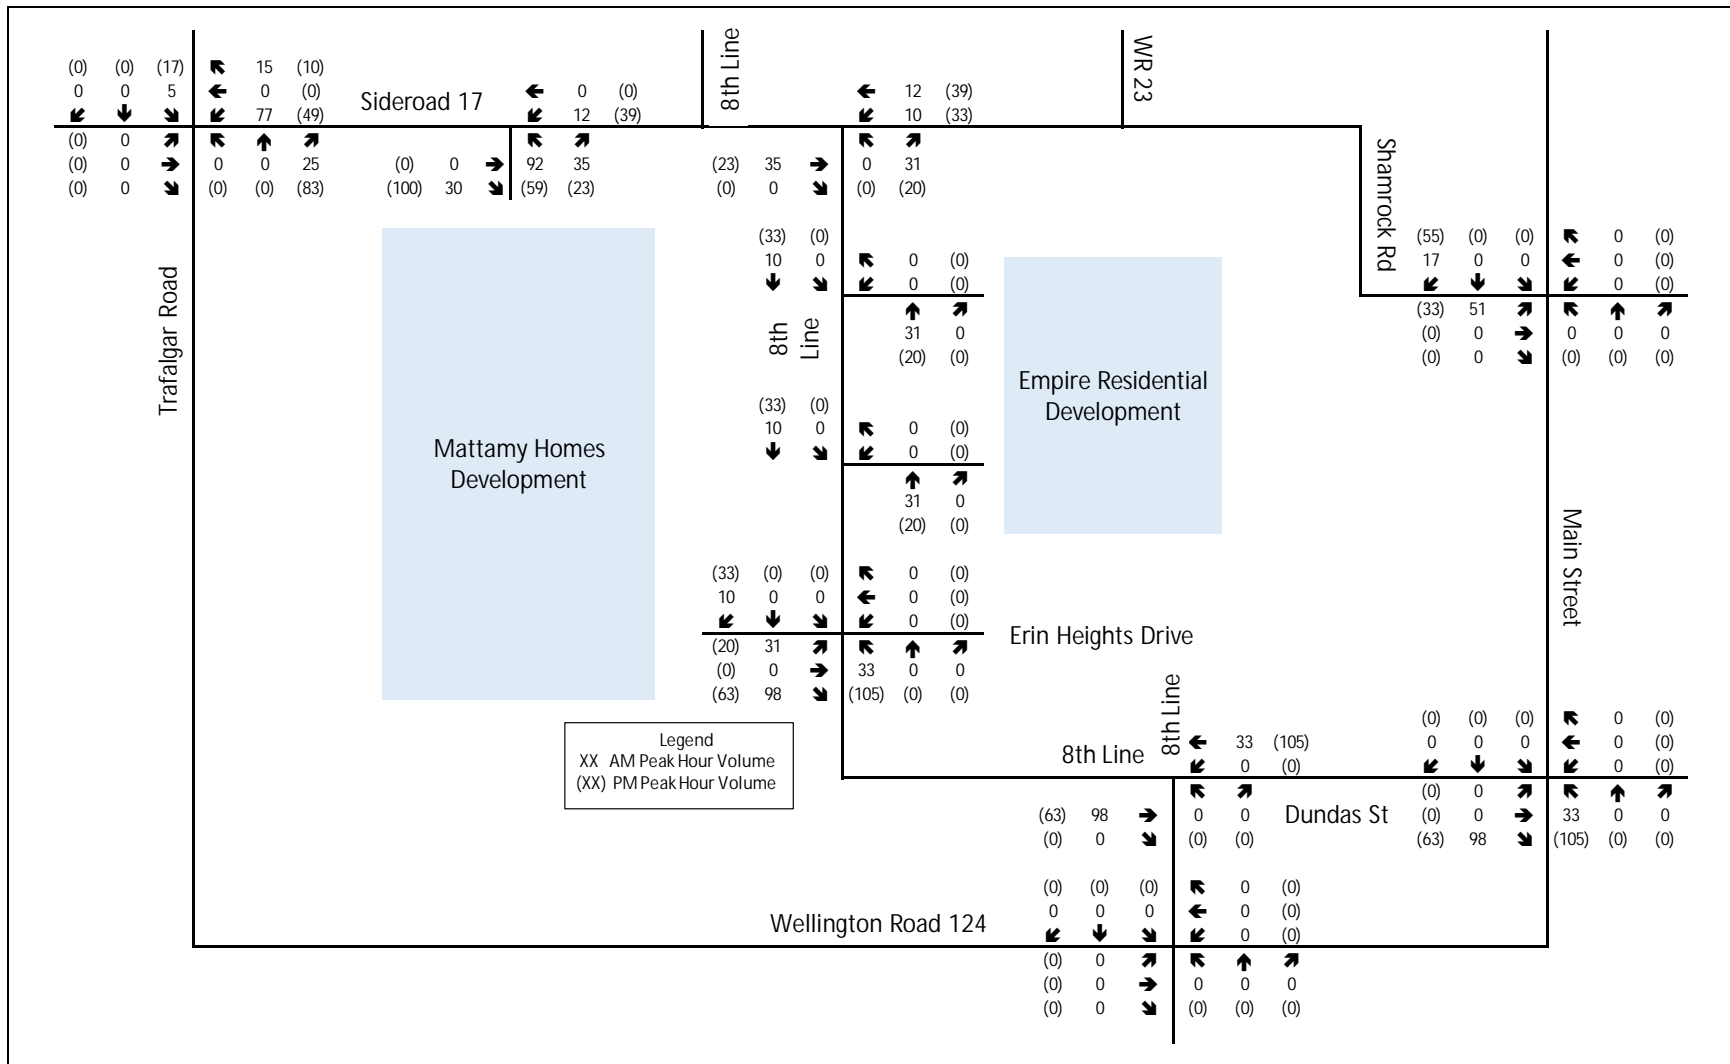 (0) (0) (17) 15 (10)
0 0 5 0 (0)
77 (49)
(0) 0
(0) 0 0 0 25
(0) 0 (0) (0) (83)
Trafalgar Road
Sideroad 17
0 (0)
12 (39)
(0) 0 92 35
(100) 30 (59) (23)
8th Line
12 (39)
10 (33)
(23) 35 0 31
(0) 0 (0) (20)
WR 23
Shamrock Rd
(33) (0)
10 0 0 (0)
0 (0)
31 0
(20) (0)
8th
Line
(33) (0)
10 0 0 (0)
0 (0)
31 0
(20) (0)
(55) (0) (0) 0 (0)
17 0 0 0 (0)
0 (0)
(33) 51
(0) 0 0 0 0
(0) 0 (0) (0) (0)
Mattamy Homes
Development
Empire Residential
Development
Main Street
(33) (0) (0) 0 (0)
10 0 0 0 (0)
0 (0)
(20) 31
(0) 0 33 0 0
(63) 98 (105) (0) (0)
Erin Heights Drive
Legend
XX AM Peak Hour Volume
(XX) PM Peak Hour Volume
8th Line
8th Line
33 (105)
0 (0)
(63) 98 0 0
(0) 0 (0) (0)
Dundas St
(0) (0) (0) 0 (0)
0 0 0 0 (0)
0 (0)
(0) 0
(0) 0 33 0 0
(63) 98 (105) (0) (0)
Wellington Road 124
(0) (0) (0) 0 (0)
0 0 0 0 (0)
0 (0)
(0) 0
(0) 0 0 0 0
(0) 0 (0) (0) (0)